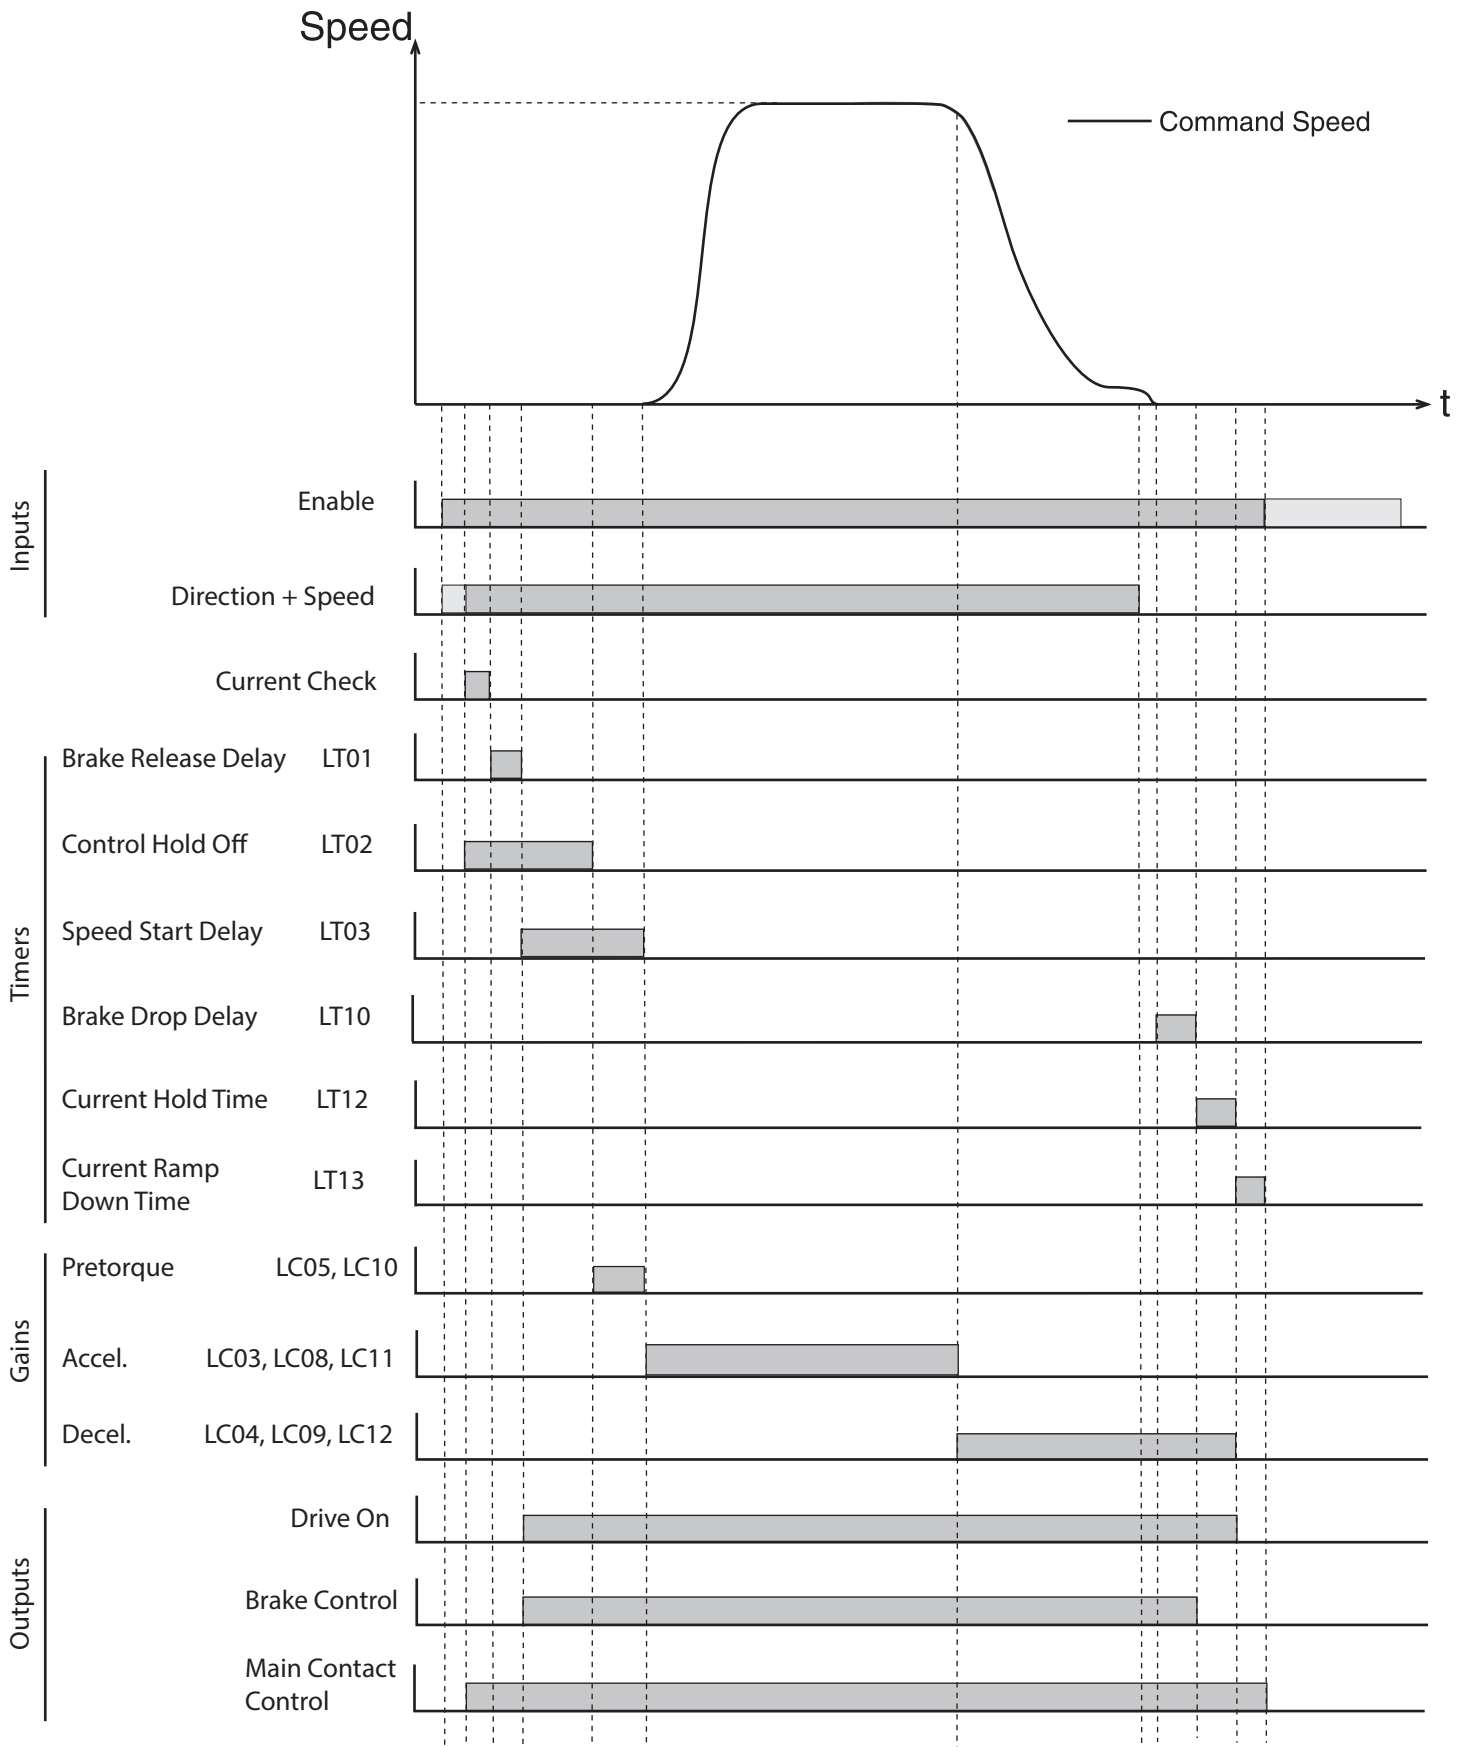 Speed
Command Speed
t
Inputs
Enable
Direction + Speed
Current Check
Timers
Brake Release Delay LT01
Control Hold Off LT02
Speed Start Delay LT03
Brake Drop Delay LT10
Current Hold Time LT12
Current Ramp
Down Time
LT13
Gains
Pretorque LC05, LC10
Accel. LC03, LC08, LC11
Decel. LC04, LC09, LC12
Outputs
Drive On
Brake Control
Main Contact
Control